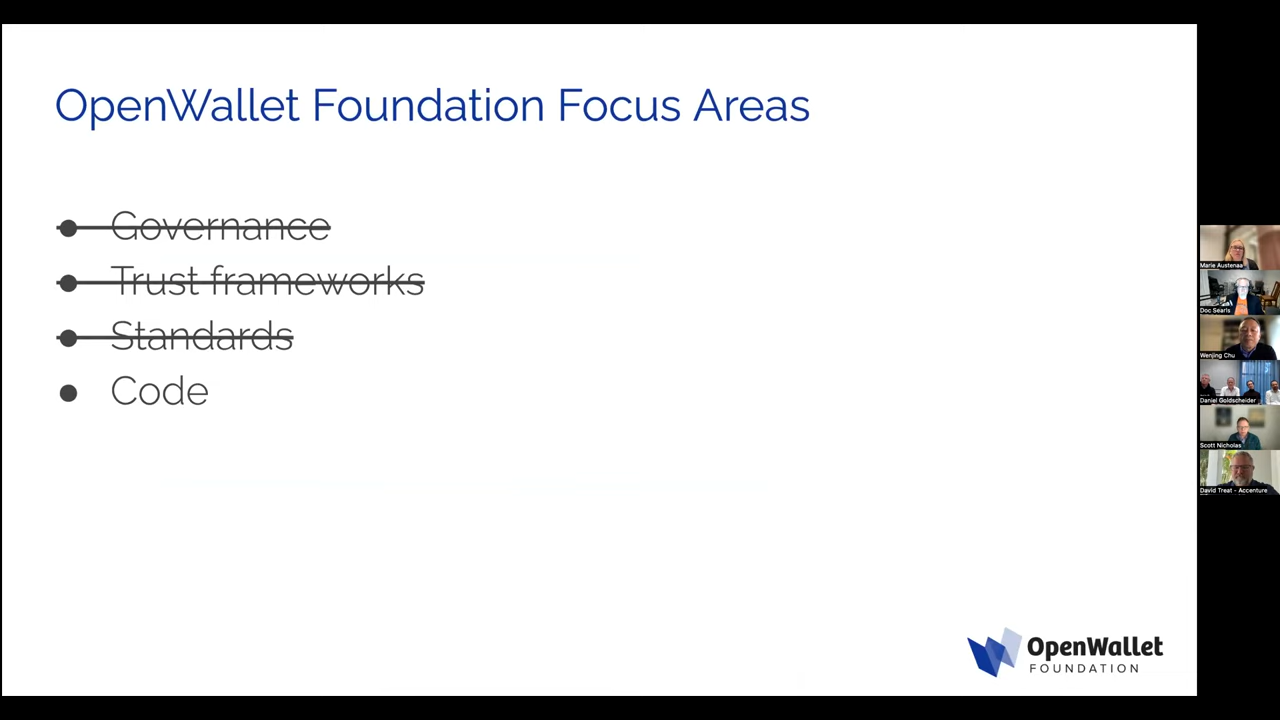 OpenWallet Foundation Focus Areas
● Governance
● Trust frameworks
● Standards
● Code
OpenWallet
FOUNDATION
Marie Austenaa
Doc Searls
Wenjing Chu
Daniel Goldscheider
Scott Nicholas
David Treat - Accenture